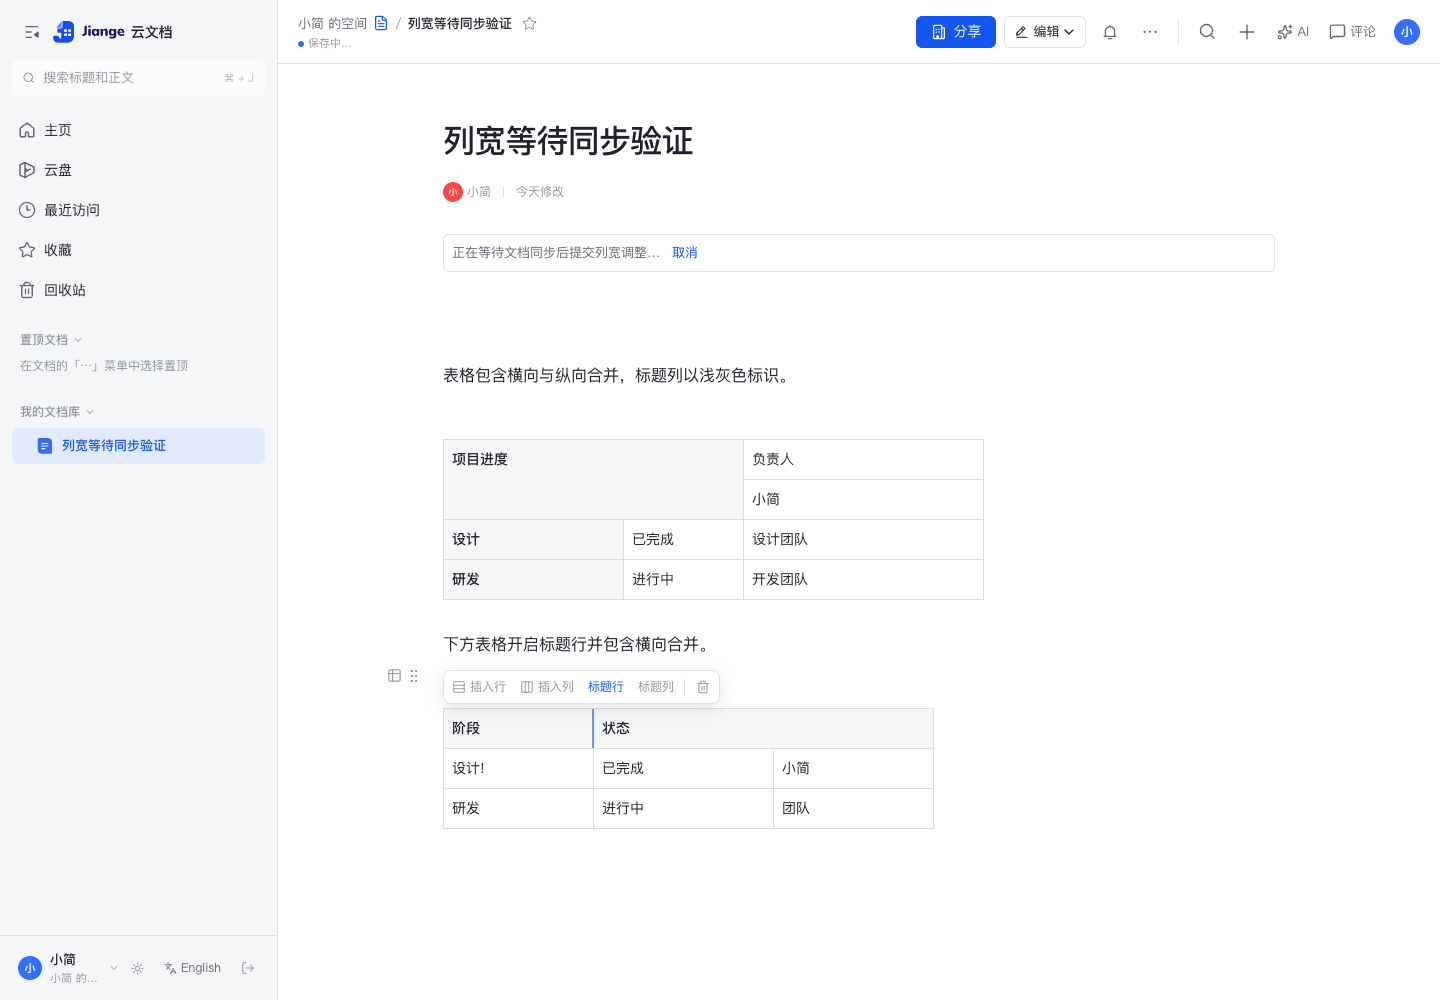 Jiange 云文档
搜索标题和正文 ⌘ + J
主页
云盘
最近访问
收藏
回收站
置顶文档
在文档的「···」菜单中选择置顶
我的文档库
列宽等待同步验证
小 小简
小简 的...
English
小简 的空间 / 列宽等待同步验证
保存中...
分享
编辑
AI
评论
小
列宽等待同步验证
小 小简 今天修改
正在等待文档同步后提交列宽调整... 取消
表格包含横向与纵向合并，标题列以浅灰色标识。
项目进度 负责人
小简
设计 已完成 设计团队
研发 进行中 开发团队
下方表格开启标题行并包含横向合并。
插入行 插入列 标题行 标题列
阶段 状态
设计! 已完成 小简
研发 进行中 团队